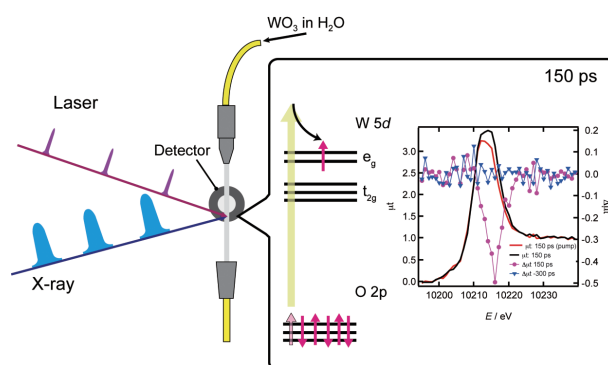 WO3 in H2O
150 ps
Laser
Detector
X-ray
W 5d
eg
t2g
O 2p
μt
3.0
2.5
2.0
1.5
1.0
0.5
0.0
0.2
0.1
0.0
-0.1
-0.2
-0.3
-0.4
-0.5
Δμt
μt: 150 ps (pump)
μt: 150 ps
Δμt 150 ps
Δμt -300 ps
10200 10210 10220 10230
E / eV